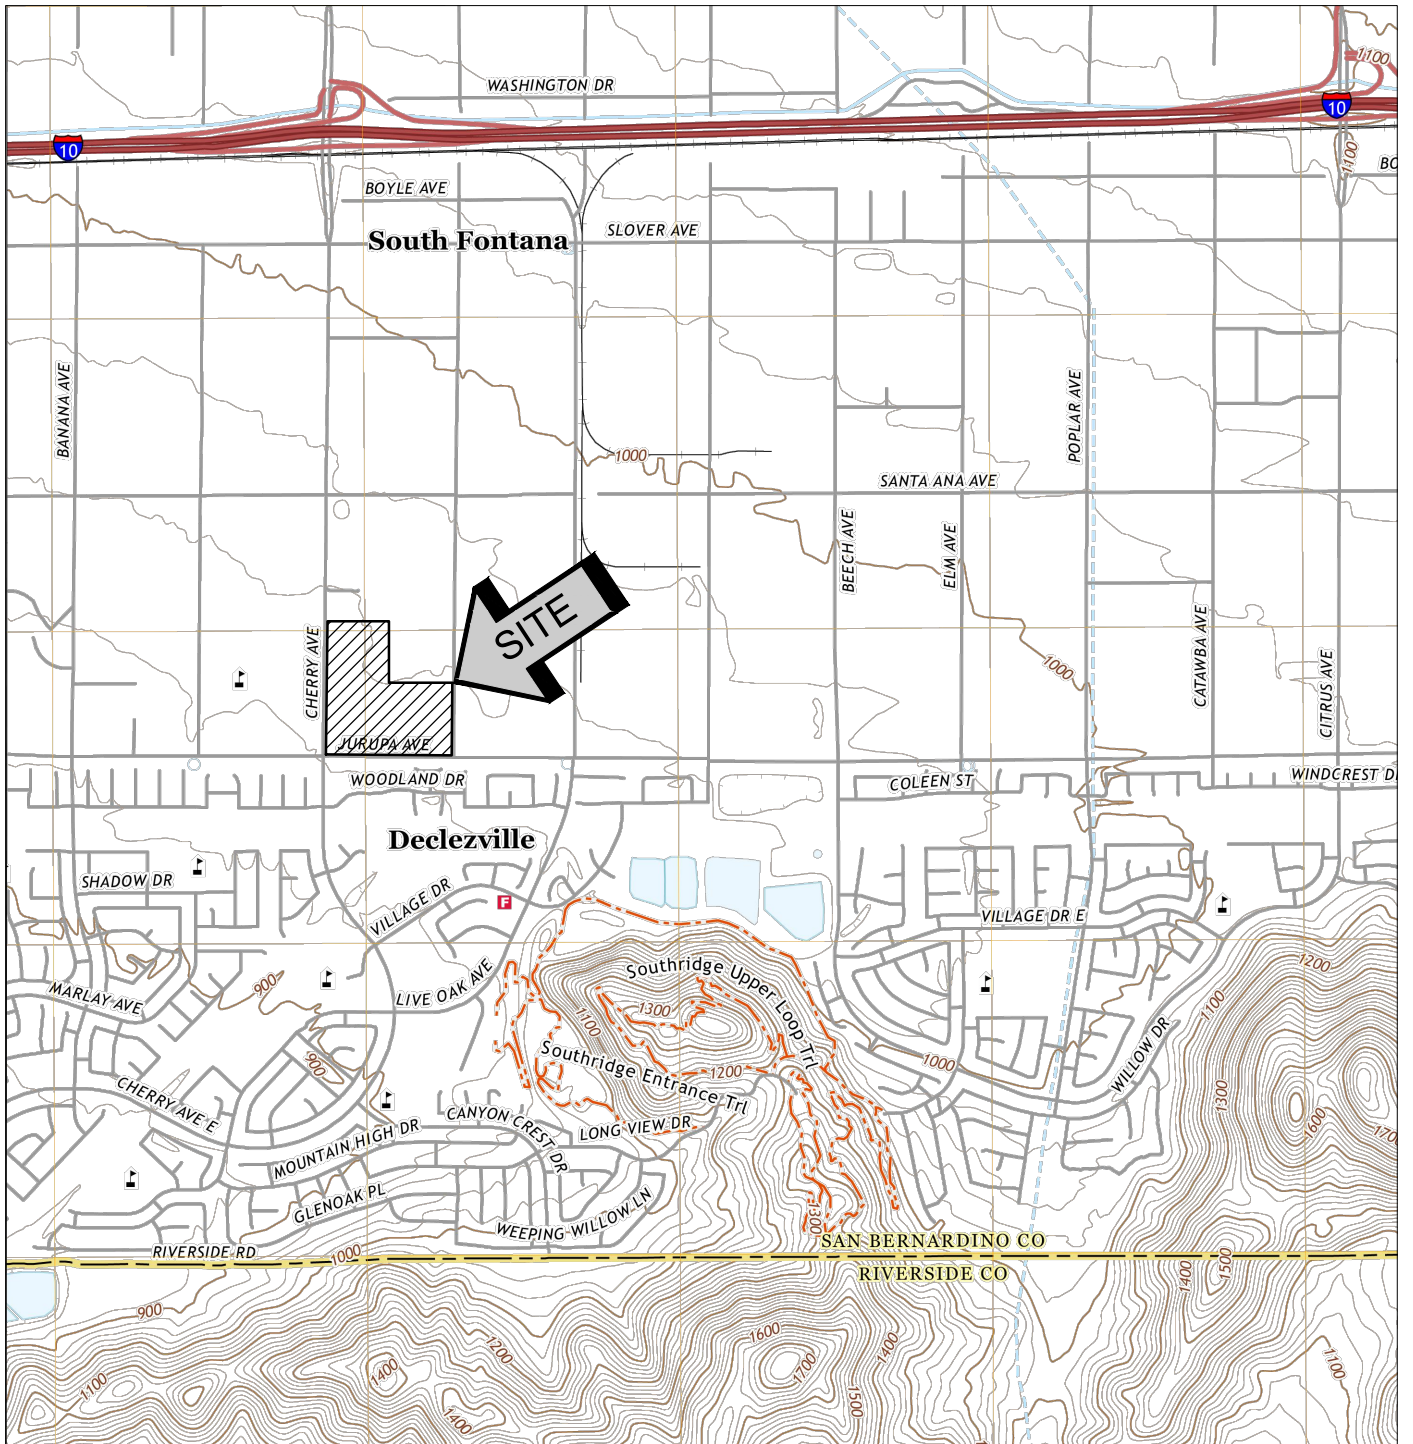 1100
WASHINGTON DR
10
10
1100
BO
BOYLE AVE
SLOVER AVE
South Fontana
BANANA AVE
POPLAR AVE
1000
SANTA ANA AVE
BEECH AVE
ELM AVE
SITE
CHERRY AVE
CATAWBA AVE
CITRUS AVE
1000
JURUPA AVE
WOODLAND DR
COLEEN ST
WINDCREST D
Declezville
SHADOW DR
VILLAGE DR
F
VILLAGE DR E
1200
Southridge Upper Loop Trl
900
MARLAY AVE
LIVE OAK AVE
1300
1100
1100
Southridge Entrance Trl
1000
WILLOW DR
900
1200
1300
CHERRY AVE E
CANYON CREST DR
LONG VIEW DR
1600
170
MOUNTAIN HIGH DR
GLENOAK PL
WEEPING WILLOW LN
1300
RIVERSIDE RD
1000
SAN BERNARDINO CO
RIVERSIDE CO
1400
1500
900
1600
1200
1400
1100
1400
1700
1100
1400
1500